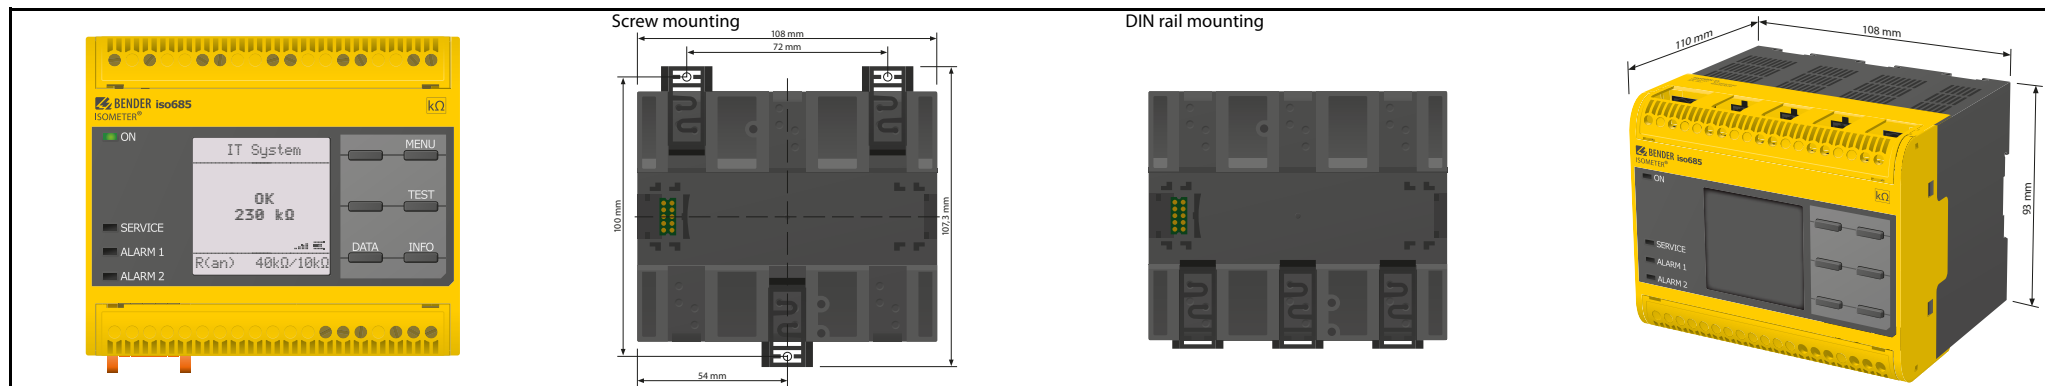 BENDER iso685
ISOMETER®
kΩ
ON
SERVICE
ALARM 1
ALARM 2
IT System
OK
230 kΩ
R(an) 40kΩ/10kΩ
MENU
TEST
DATA INFO
Screw mounting
108 mm
72 mm
100 mm
107,3 mm
54 mm
DIN rail mounting
110 mm
108 mm
93 mm
BENDER iso685
ISOMETER®
kΩ
ON
SERVICE
ALARM 1
ALARM 2